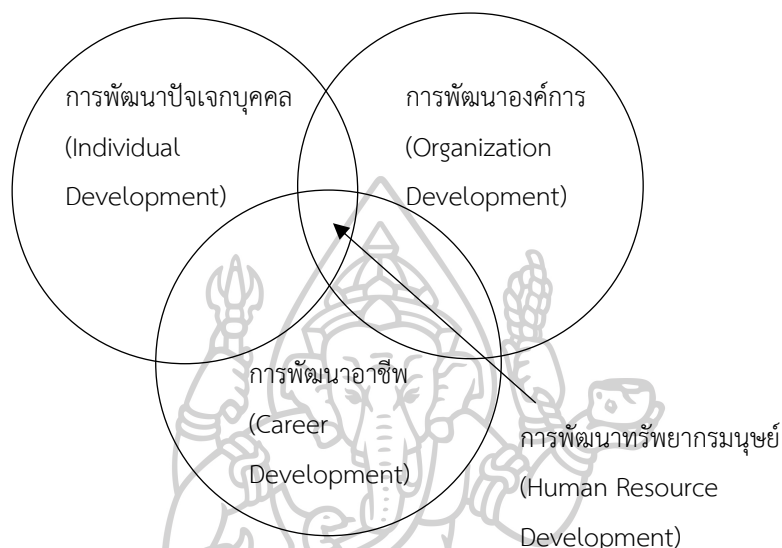 การพัฒนาปัจเจกบุคคล
(Individual
Development)
การพัฒนาองค์การ
(Organization
Development)
การพัฒนาอาชีพ
(Career
Development)
การพัฒนาทรัพยากรมนุษย์
(Human Resource
Development)